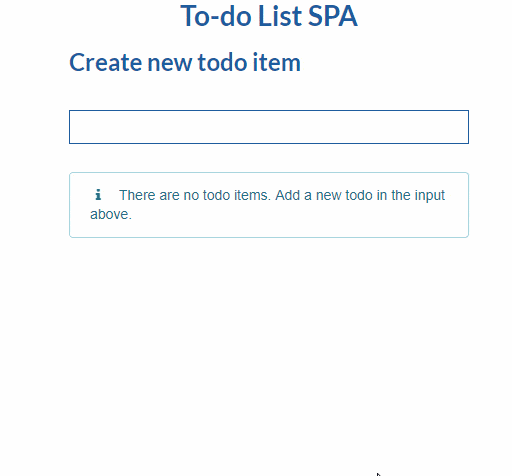 To-do List SPA
Create new todo item
There are no todo items. Add a new todo in the input
above.